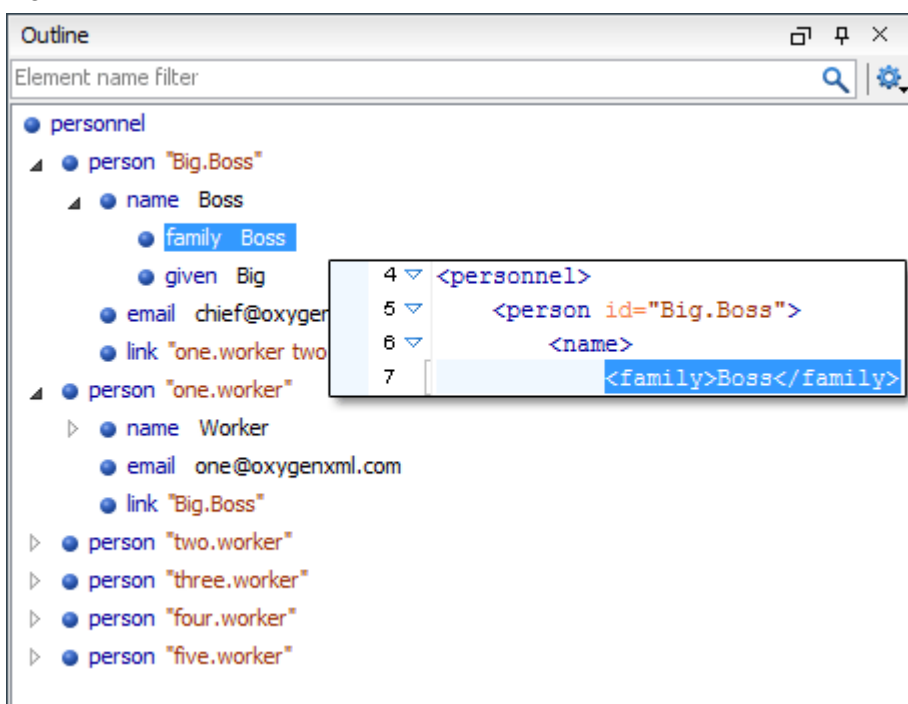 Outline
Element name filter
personnel
person "Big.Boss"
name Boss
family Boss
given Big
email chief@oxygen
link "one.worker two
person "one.worker"
name Worker
email one@oxygenxml.com
link "Big.Boss"
person "two.worker"
person "three.worker"
person "four.worker"
person "five.worker"
4 <personnel>
5 <person id="Big.Boss">
6 <name>
7 <family>Boss</family>